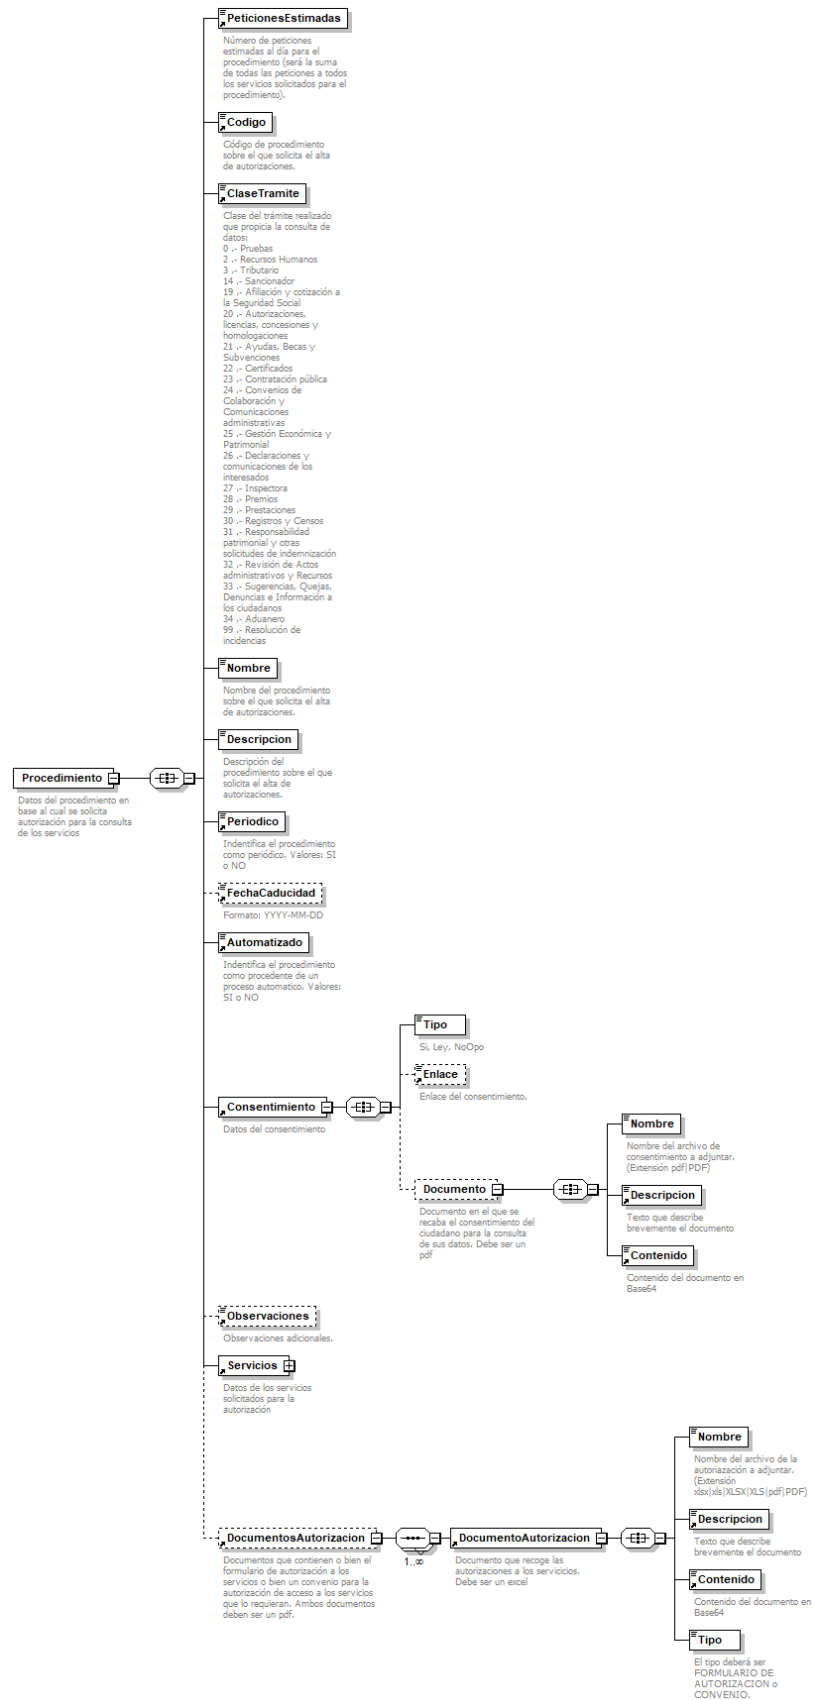 PeticionesEstimadas
Número de peticiones
estimadas al día para el
procedimiento (será la suma
de todas las peticiones a todos
los servicios solicitados para el
procedimiento).
Codigo
Código de procedimiento
sobre el que solicita el alta
de autorizaciones.
ClaseTramite
Clase del trámite realizado
que propicia la consulta de
datos:
0 .- Pruebas
2 .- Recursos Humanos
3 .- Tributario
14 .- Sancionador
19 .- Afiliación y cotización a
la Seguridad Social
20 .- Autorizaciones,
licencias, concesiones y
homologaciones
21 .- Ayudas, Becas y
Subvenciones
22 .- Certificados
23 .- Contratación pública
24 .- Convenios de
Colaboración y
Comunicaciones
administrativas
25 .- Gestión Económica y
Patrimonial
26 .- Declaraciones y
comunicaciones de los
interesados
27 .- Inspectora
28 .- Premios
29 .- Prestaciones
30 .- Registros y Censos
31 .- Responsabilidad
patrimonial y otras
solicitudes de indemnización
32 .- Revisión de Actos
administrativos y Recursos
33 .- Sugerencias, Quejas,
Denuncias e Información a
los ciudadanos
34 .- Aduanero
99 .- Resolución de
incidencias
Nombre
Nombre del procedimiento
sobre el que solicita el alta
de autorizaciones.
Descripcion
Descripción del
procedimiento sobre el que
solicita el alta de
autorizaciones.
Procedimiento
Datos del procedimiento en
base al cual se solicita
autorización para la consulta
de los servicios
Periodico
Indentifica el procedimiento
como periódico. Valores: SI
o NO
FechaCaducidad
Formato: YYYY-MM-DD
Automatizado
Indentifica el procedimiento
como procedente de un
proceso automatico. Valores:
SI o NO
Tipo
Si, Ley, NoOpo
Enlace
Enlace del consentimiento.
Consentimiento
Datos del consentimiento
Nombre
Nombre del archivo de
consentimiento a adjuntar.
(Extensión pdf|PDF)
Documento
Documento en el que se
recaba el consentimiento del
ciudadano para la consulta
de sus datos. Debe ser un
pdf
Descripcion
Texto que describe
brevemente el documento
Contenido
Contenido del documento en
Base64
Observaciones
Observaciones adicionales.
Servicios
Datos de los servicios
solicitados para la
autorización
Nombre
Nombre del archivo de la
autoriazación a adjuntar.
(Extensión
xlsx|xls|XLSX|XLS|pdf|PDF)
Descripcion
Texto que describe
brevemente el documento
DocumentosAutorizacion
Documentos que contienen o bien el
formulario de autorización a los
servicios o bien un convenio para la
autorización de acceso a los servicios
que lo requieran. Ambos documentos
deben ser un pdf.
1..∞
DocumentoAutorizacion
Documento que recoge las
autorizaciones a los servicicios.
Debe ser un excel
Contenido
Contenido del documento en
Base64
Tipo
El tipo deberá ser
FORMULARIO DE
AUTORIZACION o
CONVENIO.